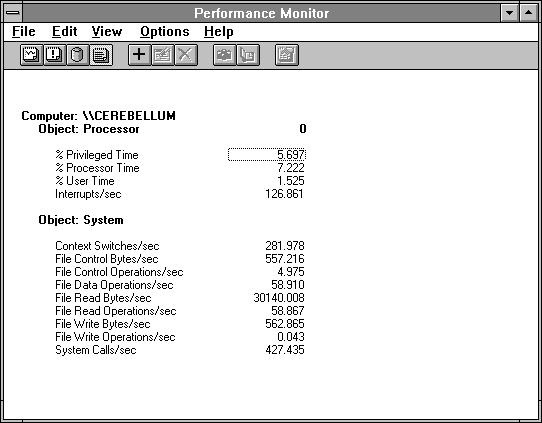 Performance Monitor
File Edit View Options Help
Computer: \\CEREBELLUM
Object: Processor 0
% Privileged Time 5.697
% Processor Time 7.222
% User Time 1.525
Interrupts/sec 126.861
Object: System
Context Switches/sec 281.978
File Control Bytes/sec 557.216
File Control Operations/sec 4.975
File Data Operations/sec 58.910
File Read Bytes/sec 30140.008
File Read Operations/sec 58.867
File Write Bytes/sec 562.865
File Write Operations/sec 0.043
System Calls/sec 427.435